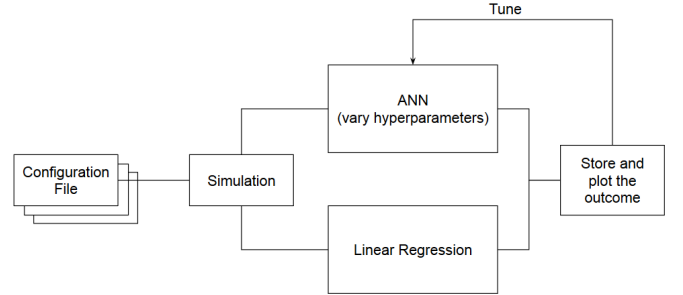 Tune
ANN
(vary hyperparameters)
Configuration
File
Simulation
Store and
plot the
outcome
Linear Regression